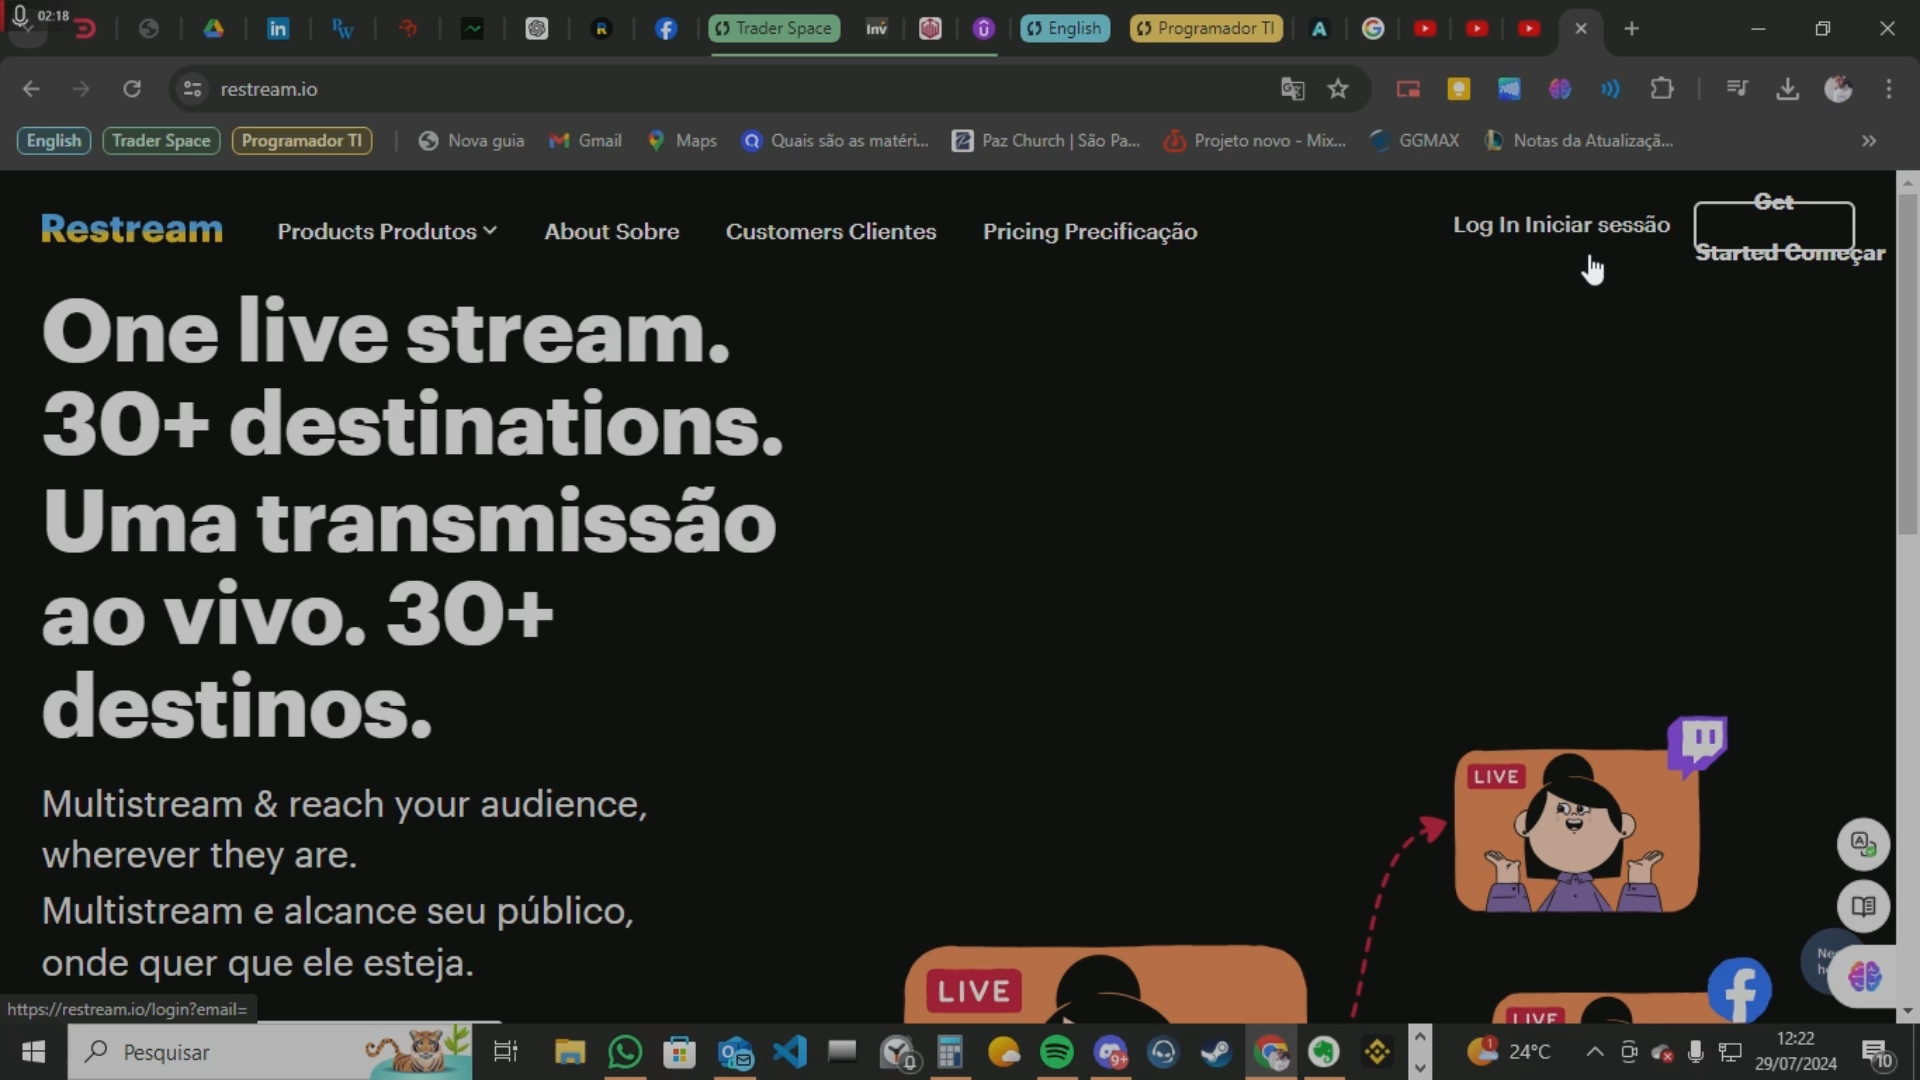 02:18
Trader Space
Inv
English
Programador TI
restream.io
English
Trader Space
Programador TI
Nova guia
Gmail
Maps
Quais são as matéri...
Paz Church | São Pa...
Projeto novo - Mix...
GGMAX
Notas da Atualizaçã...
Restream
Products Produtos
About Sobre
Customers Clientes
Pricing Precificação
Log In Iniciar sessão
Get
Started Começar
One live stream.
30+ destinations.
Uma transmissão
ao vivo. 30+
destinos.
Multistream & reach your audience,
wherever they are.
Multistream e alcance seu público,
onde quer que ele esteja.
LIVE
LIVE
LIVE
https://restream.io/login?email=
Pesquisar
9+
1
24°C
12:22
29/07/2024
10